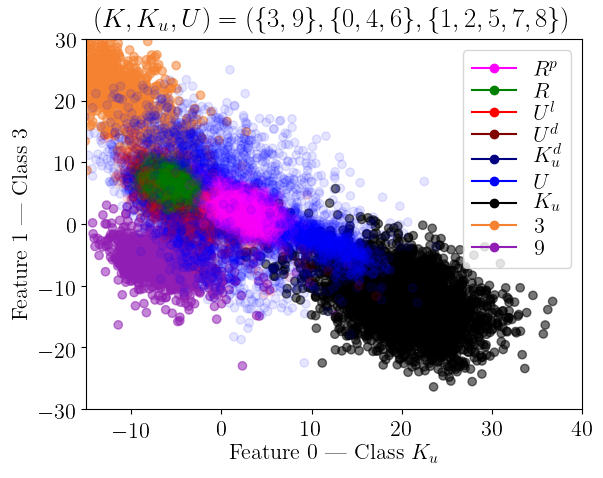 (K, K_u, U) = ({3, 9}, {0, 4, 6}, {1, 2, 5, 7, 8})
30
20
10
0
−10
−20
−30
Feature 1 — Class 3
−10
0
10
20
30
40
Feature 0 — Class K_u
R^p
R
U^l
U^d
K_u^d
U
K_u
3
9